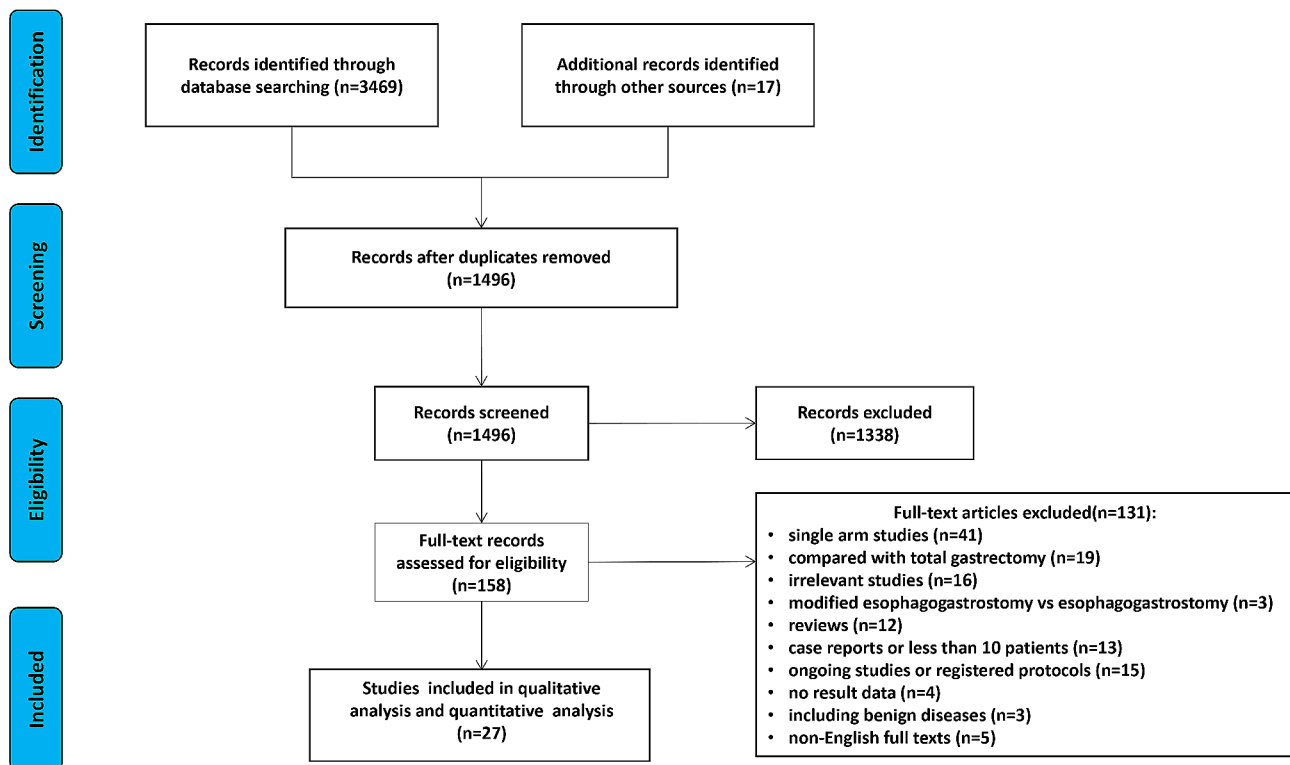 Identification
Records identified through
database searching (n=3469)
Additional records identified
through other sources (n=17)
Screening
Records after duplicates removed
(n=1496)
Eligibility
Records screened
(n=1496)
Records excluded
(n=1338)
Full-text records
assessed for eligibility
(n=158)
Full-text articles excluded(n=131):
• single arm studies (n=41)
• compared with total gastrectomy (n=19)
• irrelevant studies (n=16)
• modified esophagogastrostomy vs esophagogastrostomy (n=3)
• reviews (n=12)
• case reports or less than 10 patients (n=13)
• ongoing studies or registered protocols (n=15)
• no result data (n=4)
• including benign diseases (n=3)
• non-English full texts (n=5)
Included
Studies included in qualitative
analysis and quantitative analysis
(n=27)